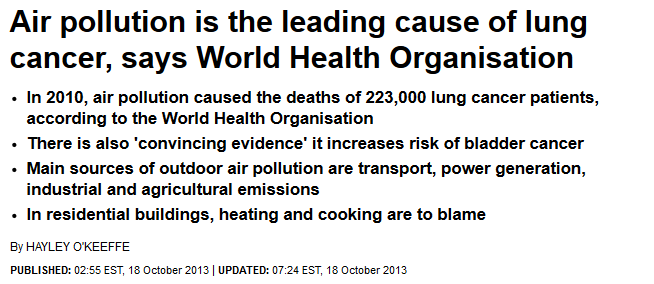 Air pollution is the leading cause of lung
cancer, says World Health Organisation
• In 2010, air pollution caused the deaths of 223,000 lung cancer patients,
according to the World Health Organisation
• There is also 'convincing evidence' it increases risk of bladder cancer
• Main sources of outdoor air pollution are transport, power generation,
industrial and agricultural emissions
• In residential buildings, heating and cooking are to blame
By HAYLEY O'KEEFFE
PUBLISHED: 02:55 EST, 18 October 2013 | UPDATED: 07:24 EST, 18 October 2013